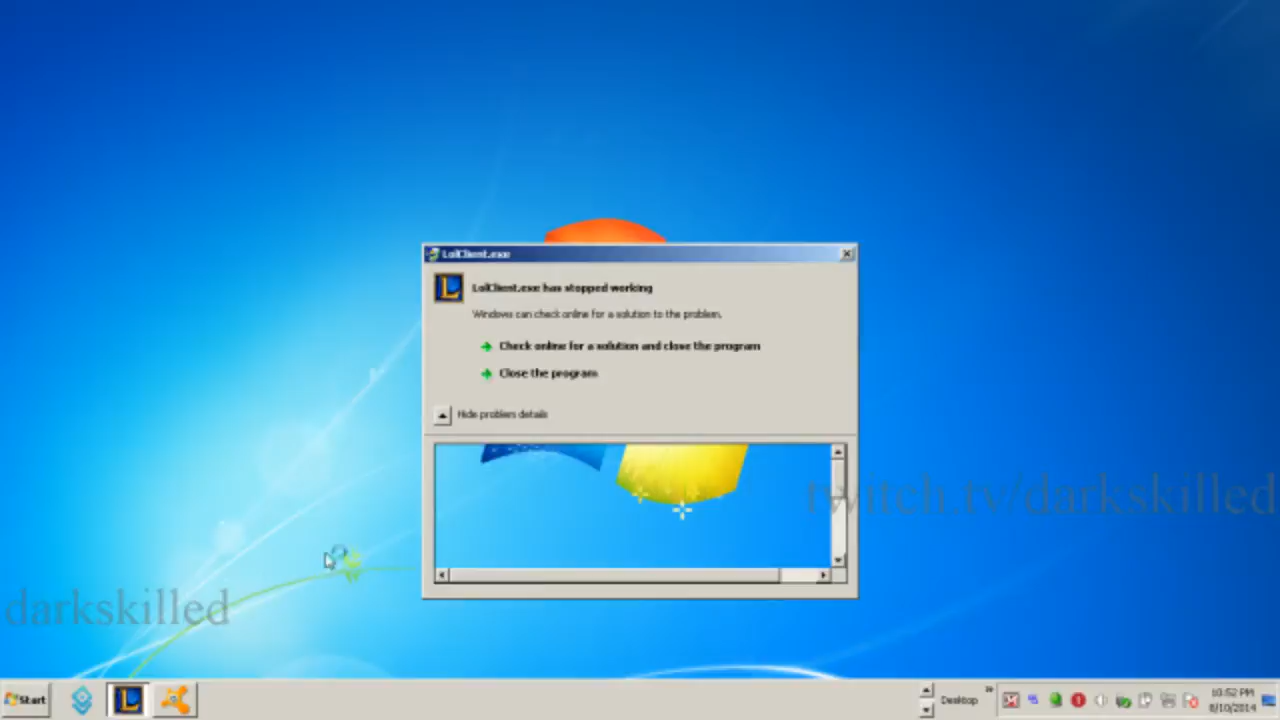 LolClient.exe
LolClient.exe has stopped working
Windows can check online for a solution to the problem.
Check online for a solution and close the program
Close the program
Hide problem details
twitch.tv/darkskilled
darkskilled
Start
Desktop
10:52 PM
8/10/2014